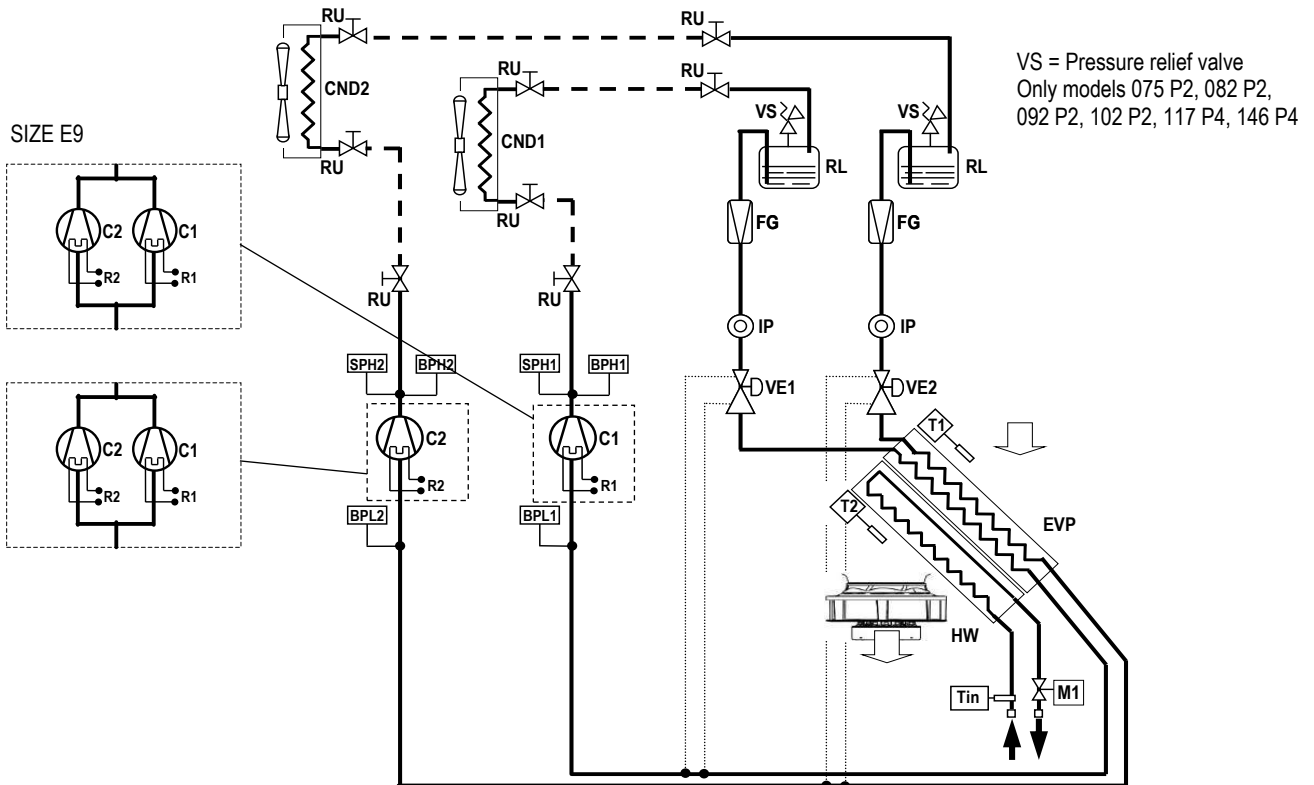 RU
RU
VS = Pressure relief valve
Only models 075 P2, 082 P2,
092 P2, 102 P2, 117 P4, 146 P4
CND2
RU
RU
VS
VS
SIZE E9
CND1
RU
RL
RL
RU
C2
C1
FG
FG
R2
R1
RU
RU
IP
IP
SPH2
BPH2
SPH1
BPH1
VE1
VE2
C2
C1
T1
C2
C1
R2
R1
R2
R1
T2
BPL2
BPL1
EVP
HW
Tin
M1